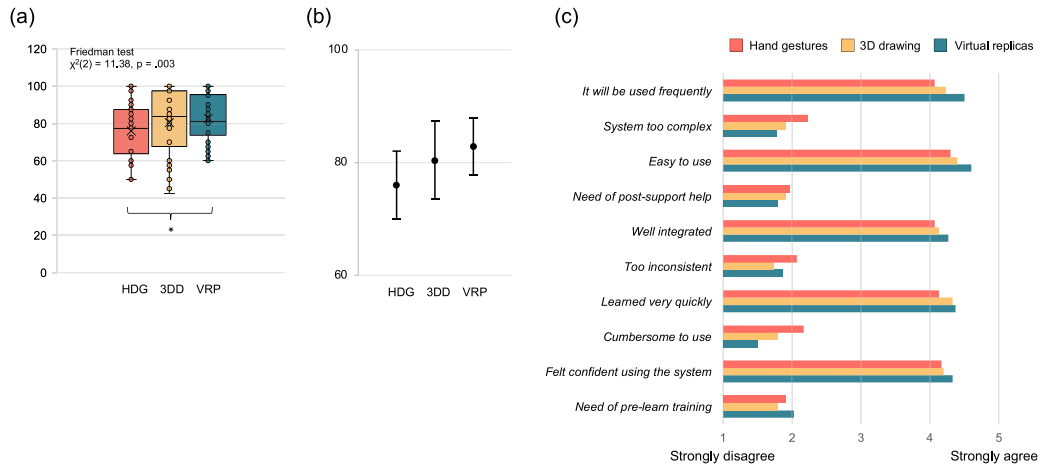 (a)
Friedman test
χ²(2) = 11.38, p = .003
120
100
80
60
40
20
0
*
HDG 3DD VRP
(b)
100
80
60
HDG 3DD VRP
(c)
Hand gestures 3D drawing Virtual replicas
It will be used frequently
System too complex
Easy to use
Need of post-support help
Well integrated
Too inconsistent
Learned very quickly
Cumbersome to use
Felt confident using the system
Need of pre-learn training
1 2 3 4 5
Strongly disagree Strongly agree